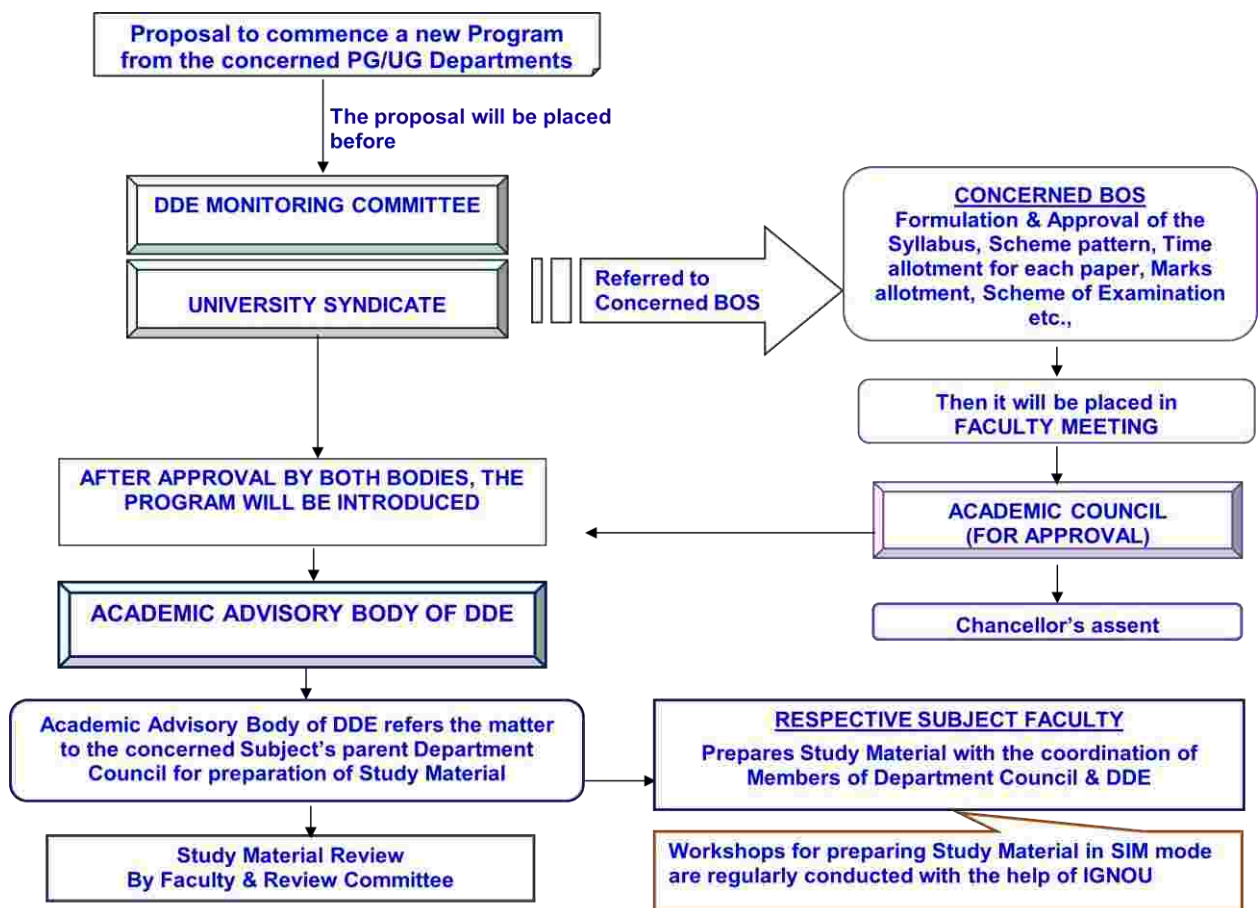 Proposal to commence a new Program
from the concerned PG/UG Departments
The proposal will be placed
before
DDE MONITORING COMMITTEE
UNIVERSITY SYNDICATE
Referred to
Concerned BOS
CONCERNED BOS
Formulation & Approval of the
Syllabus, Scheme pattern, Time
allotment for each paper, Marks
allotment, Scheme of Examination
etc.,
Then it will be placed in
FACULTY MEETING
ACADEMIC COUNCIL
(FOR APPROVAL)
Chancellor's assent
AFTER APPROVAL BY BOTH BODIES, THE
PROGRAM WILL BE INTRODUCED
ACADEMIC ADVISORY BODY OF DDE
Academic Advisory Body of DDE refers the matter
to the concerned Subject's parent Department
Council for preparation of Study Material
RESPECTIVE SUBJECT FACULTY
Prepares Study Material with the coordination of
Members of Department Council & DDE
Workshops for preparing Study Material in SIM mode
are regularly conducted with the help of IGNOU
Study Material Review
By Faculty & Review Committee